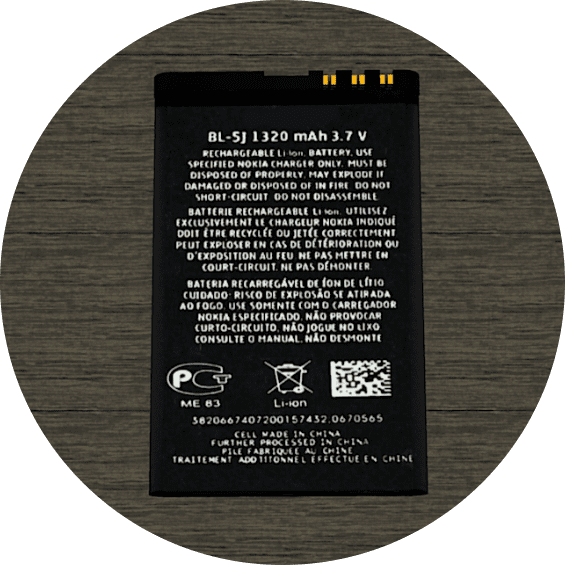 BL-5J 1320 mAh 3.7 V
RECHARGEABLE Li-Ion. BATTERY. USE
SPECIFIED NOKIA CHARGER ONLY. MUST BE
DISPOSED OF PROPERLY. MAY EXPLODE IF
DAMAGED OR DISPOSED OF IN FIRE. DO NOT
SHORT-CIRCUIT. DO NOT DISASSEMBLE.
BATTERIE RECHARGEABLE Li Ion. UTILISEZ
EXCLUSIVEMENT LE CHARGEUR NOKIA INDIQUÉ
DOIT ÊTRE RECYCLÉE OU JETÉE CORRECTEMENT
PEUT EXPLOSER EN CAS DE DÉTÉRIORATION OU
D'EXPOSITION AU FEU. NE PAS METTRE EN
COURT-CIRCUIT. NE PAS DÉMONTER.
BATERIA RECARREGÁVEL DE ÍON DE LÍTIO
CUIDADO: RISCO DE EXPLOSÃO SE ATIRADA
AO FOGO. USE SOMENTE COM O CARREGADOR
NOKIA ESPECIFICADO. NÃO PROVOCAR
CURTO-CIRCUITO. NÃO JOGUE NO LIXO
CONSULTE O MANUAL. NÃO DESMONTE
ME 83 Li-ion
3820667407200157432,0670565
CELL MADE IN CHINA
FURTHER PROCESSED IN CHINA
PILE FABRIQUÉE AU CHINE
TRAITEMENT ADDITIONNEL EFFECTUE EN CHINE